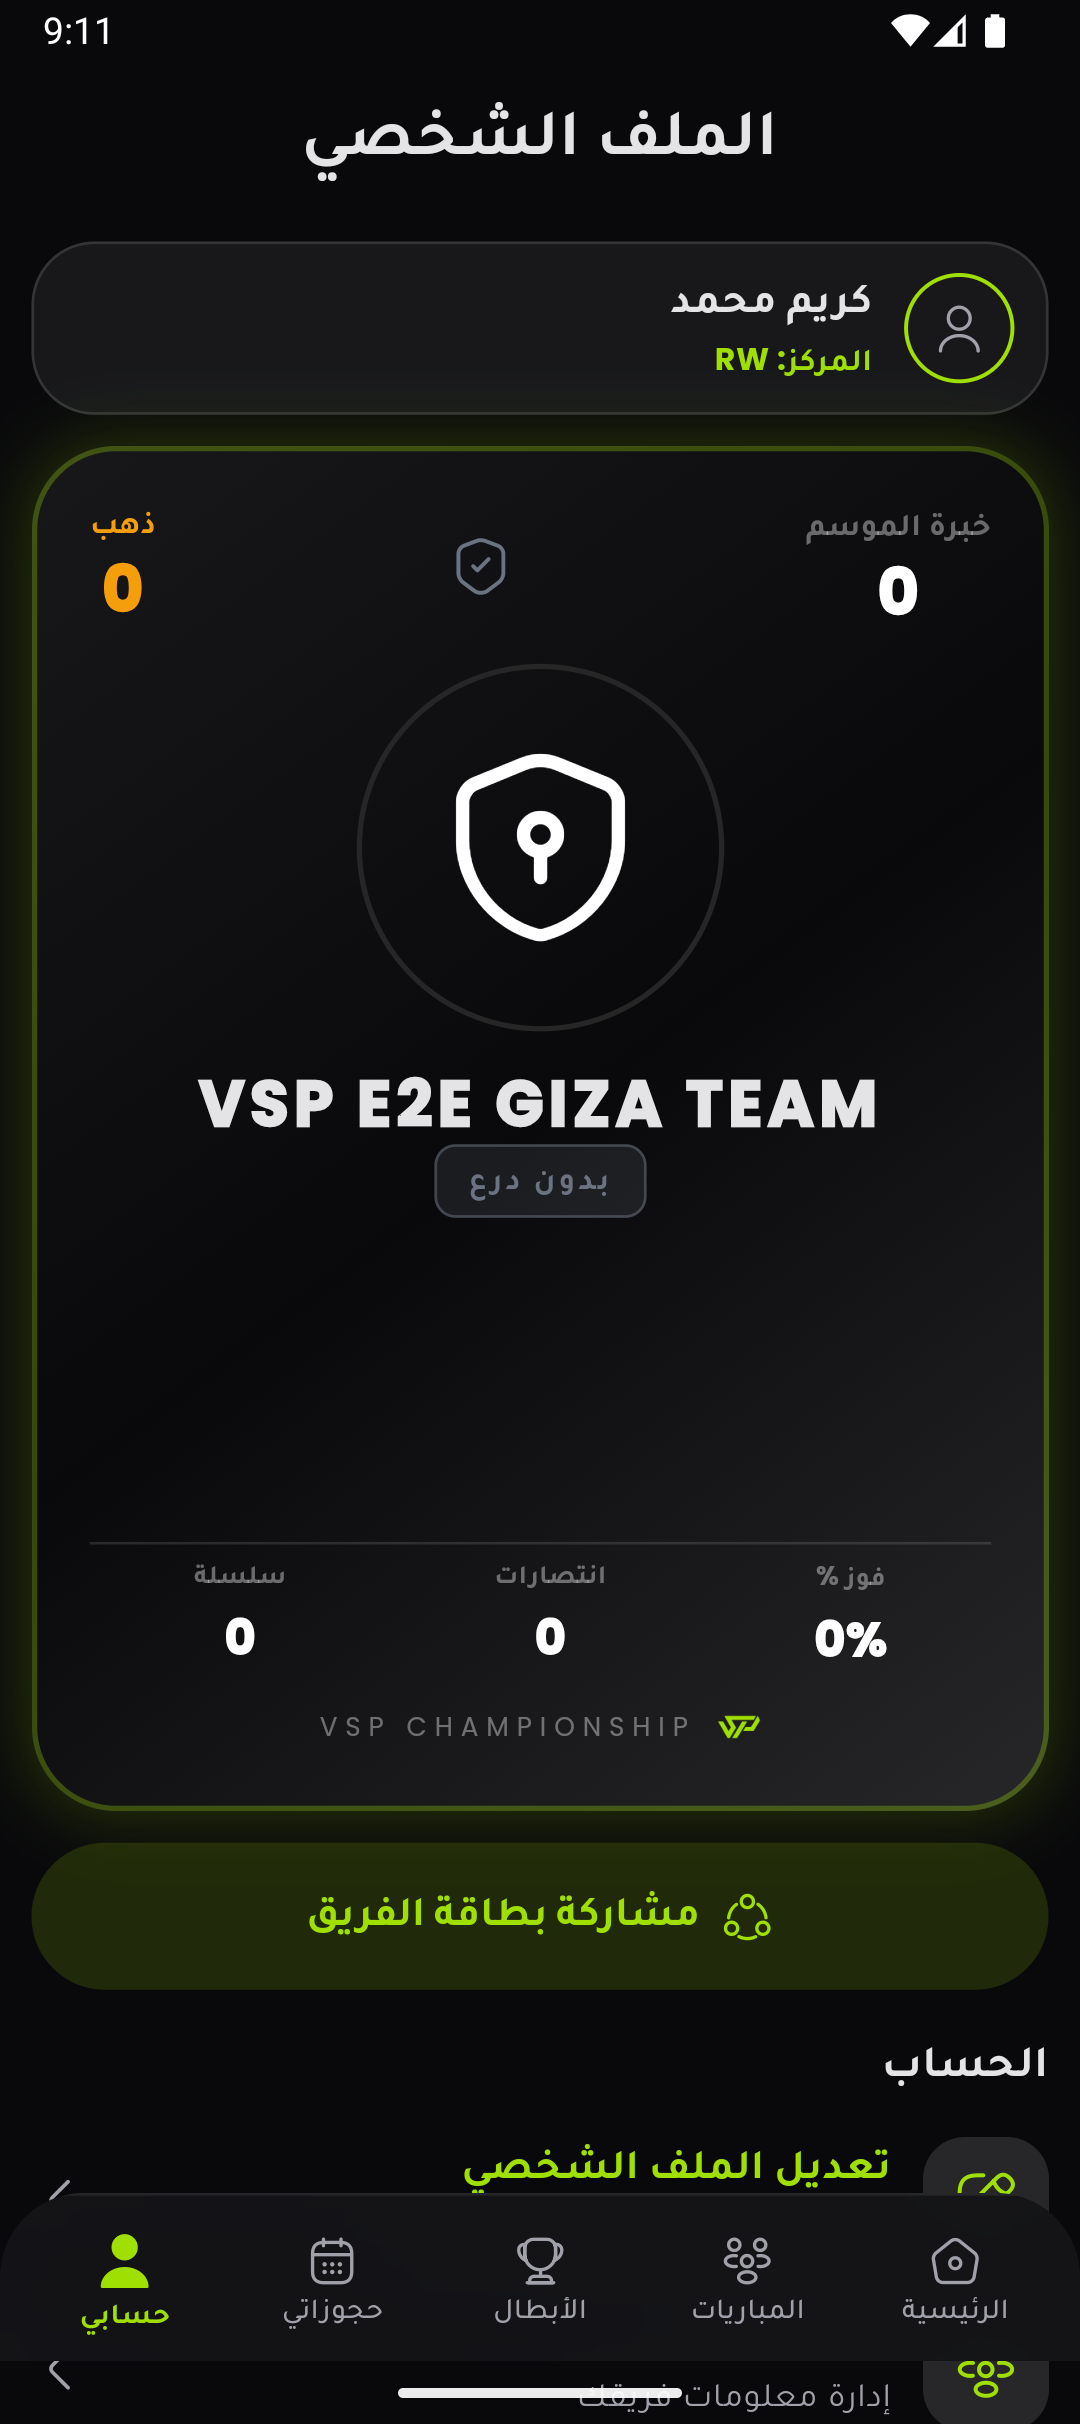 9:11
الملف الشخصي
كريم محمد
المركز: RW
خبرة الموسم
0
ذهب
0
VSP E2E GIZA TEAM
بدون درع
فوز %
0%
انتصارات
0
سلسلة
0
VSP CHAMPIONSHIP
مشاركة بطاقة الفريق
الحساب
تعديل الملف الشخصي
الرئيسية
المباريات
الأبطال
حجوزاتي
حسابي
إدارة معلومات فريقك